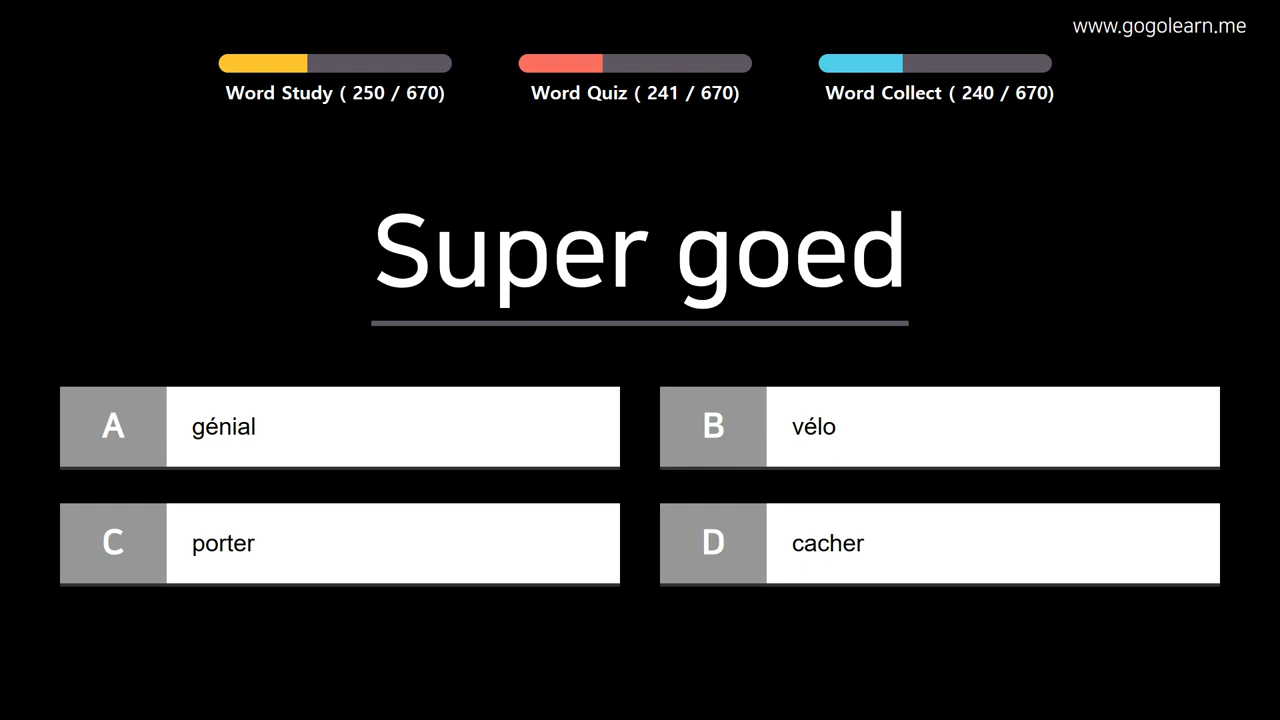 www.gogolearn.me
Word Study ( 250 / 670)
Word Quiz ( 241 / 670)
Word Collect ( 240 / 670)
Super goed
A génial
B vélo
C porter
D cacher